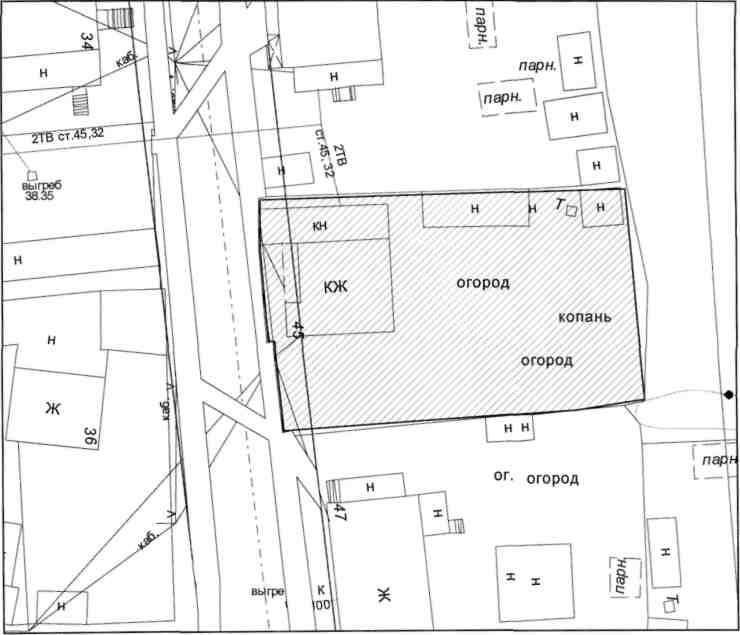 34
каб.
Л
н
2ТВ ст.45,32
выгреб
38.35
н
н
Ж
36
Л
каб.
Л
каб.
н
н
2ТВ
ст.45, 32
н
парн.
парн.
парн.
н
н
н
кн
н
н
Т
н
КЖ
45
огород
копань
огород
н н
ог. огород
парн
н
47
н
Ж
н н
парн.
н
Т
выгре
К